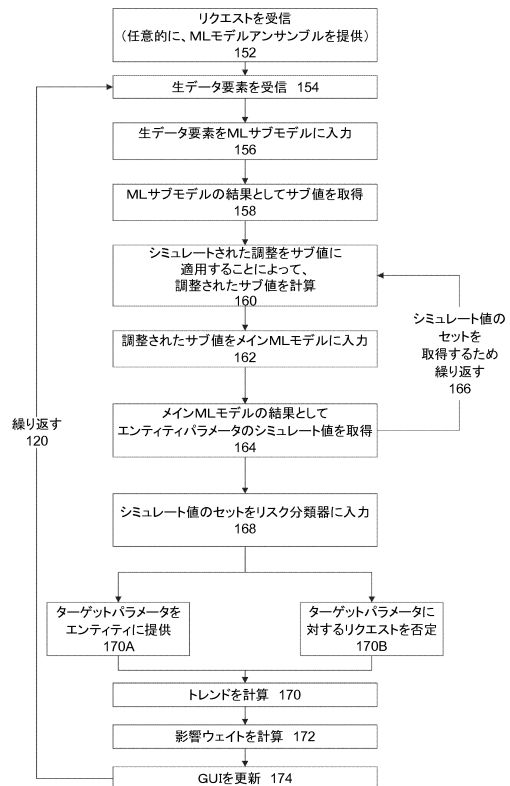 リクエストを受信
(任意的に、MLモデルアンサンブルを提供)
152
生データ要素を受信 154
生データ要素をMLサブモデルに入力
156
MLサブモデルの結果としてサブ値を取得
158
シミュレートされた調整をサブ値に
適用することによって、
調整されたサブ値を計算
160
調整されたサブ値をメインMLモデルに入力
162
メインMLモデルの結果として
エンティティパラメータのシミュレート値を取得
164
シミュレート値の
セットを
取得するため
繰り返す
166
繰り返す
120
シミュレート値のセットをリスク分類器に入力
168
ターゲットパラメータを
エンティティに提供
170A
ターゲットパラメータに
対するリクエストを否定
170B
トレンドを計算 170
影響ウェイトを計算 172
GUIを更新 174